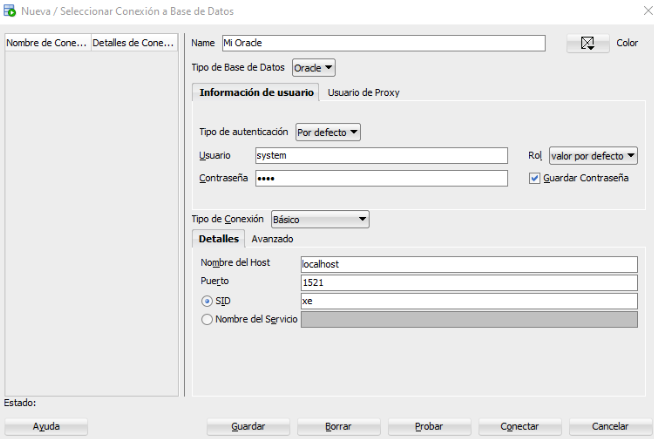 Nueva / Seleccionar Conexión a Base de Datos
Nombre de Cone... Detalles de Cone...
Name Mi Oracle Color
Tipo de Base de Datos Oracle
Información de usuario Usuario de Proxy
Tipo de autenticación Por defecto
Usuario system Rol valor por defecto
Contraseña •••• Guardar Contraseña
Tipo de Conexión Básico
Detalles Avanzado
Nombre del Host localhost
Puerto 1521
SID xe
Nombre del Servicio
Estado:
Ayuda Guardar Borrar Probar Conectar Cancelar